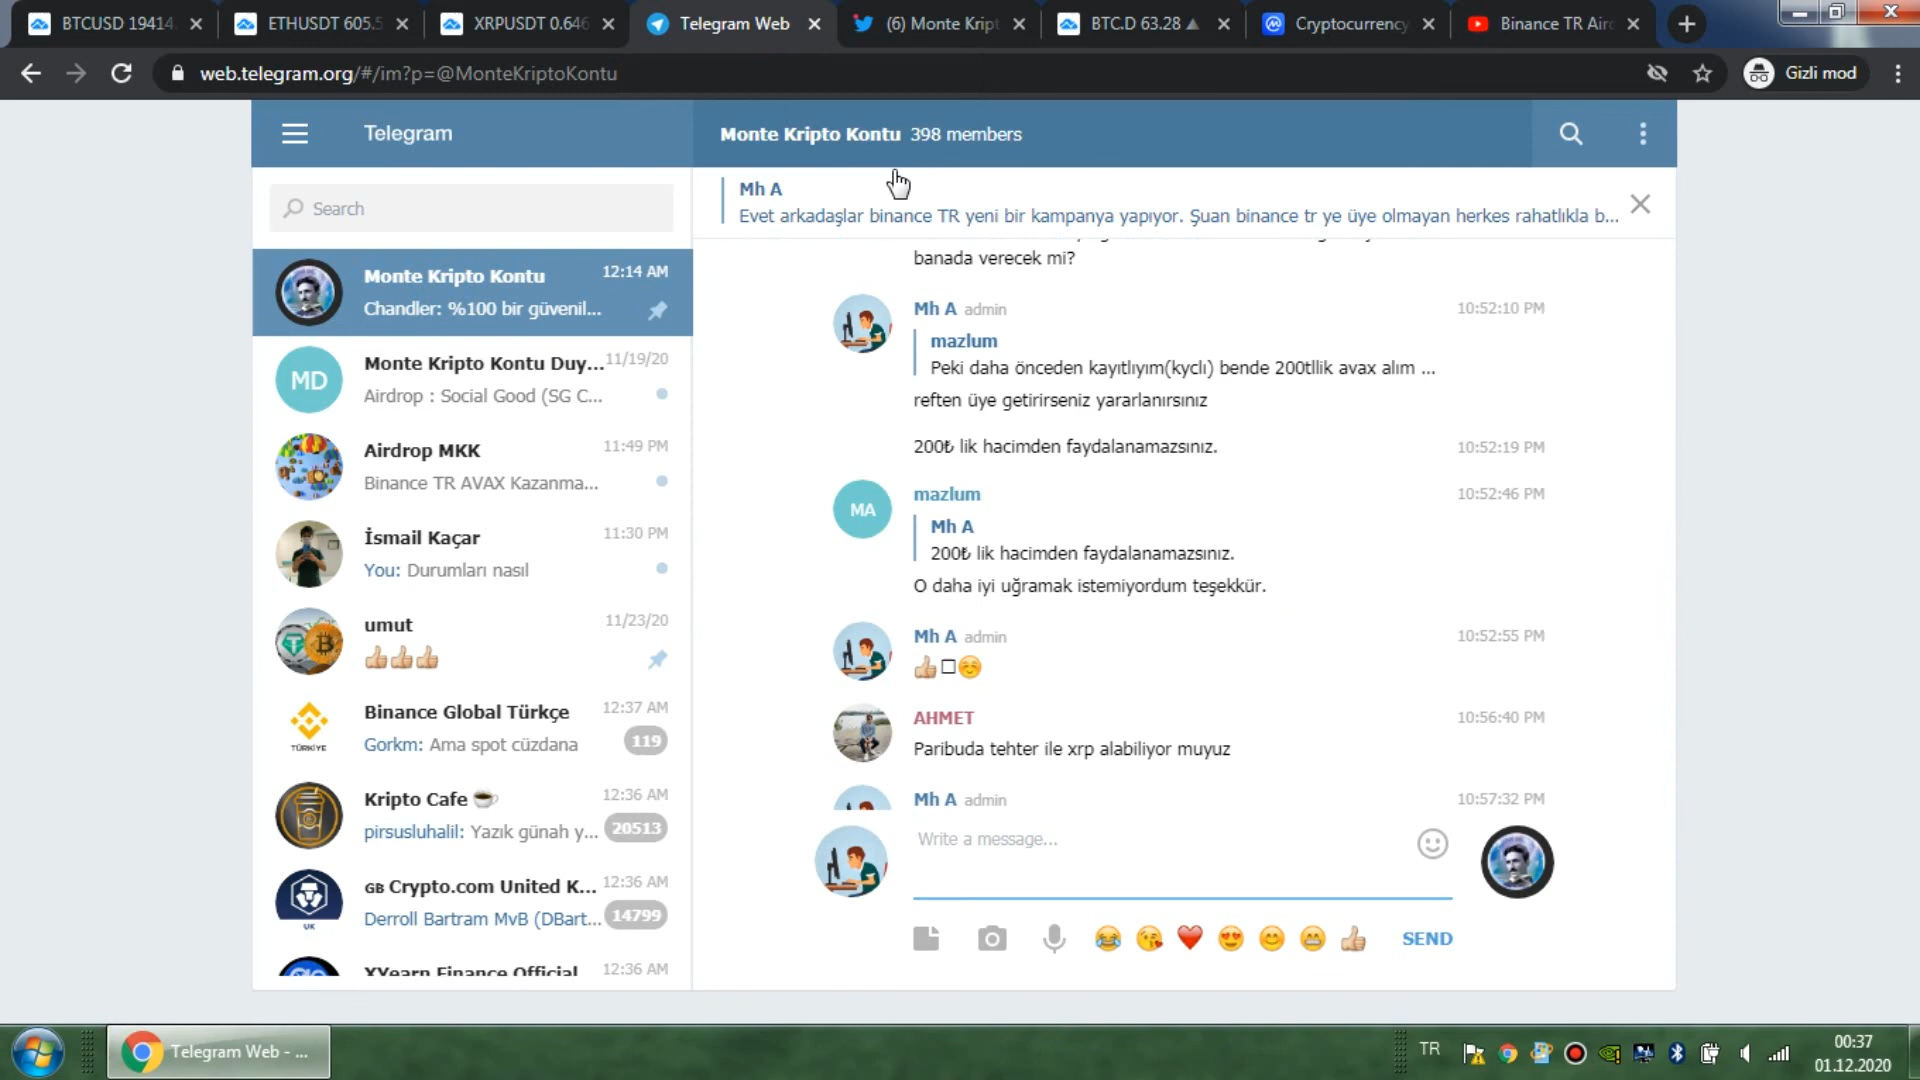 BTCUSD 19414.
ETHUSDT 605.5
XRPUSDT 0.646
Telegram Web
(6) Monte Kript
BTC.D 63.28 ▲
Cryptocurrency
Binance TR Air
web.telegram.org/#/im?p=@MonteKriptoKontu
Gizli mod
Telegram
Monte Kripto Kontu 398 members
Search
Mh A
Evet arkadaşlar binance TR yeni bir kampanya yapıyor. Şuan binance tr ye üye olmayan herkes rahatlıkla b...
Monte Kripto Kontu 12:14 AM
Chandler: %100 bir güvenil...
MD
Monte Kripto Kontu Duy... 11/19/20
Airdrop : Social Good (SG C...
Airdrop MKK 11:49 PM
Binance TR AVAX Kazanma...
İsmail Kaçar 11:30 PM
You: Durumları nasıl
umut 11/23/20
👍👍👍
TÜRKİYE
Binance Global Türkçe 12:37 AM
Gorkm: Ama spot cüzdana 119
Kripto Cafe ☕ 12:36 AM
pirsusluhalil: Yazık günah y... 20513
UK
GB Crypto.com United K... 12:36 AM
Derroll Bartram MvB (DBart... 14799
XYearn Finance Official 12:36 AM
banada verecek mi?
Mh A admin 10:52:10 PM
mazlum
Peki daha önceden kayıtlıyım(kyclı) bende 200tllik avax alım ...
reften üye getirirseniz yararlanırsınız
200₺ lik hacimden faydalanamazsınız. 10:52:19 PM
MA
mazlum 10:52:46 PM
Mh A
200₺ lik hacimden faydalanamazsınız.
O daha iyi uğramak istemiyordum teşekkür.
Mh A admin 10:52:55 PM
👍□☺️
AHMET 10:56:40 PM
Paribuda tehter ile xrp alabiliyor muyuz
Mh A admin 10:57:32 PM
Write a message...
😂 😘 ❤️ 😍 😊 😁 👍 SEND
Telegram Web - ...
TR
00:37
01.12.2020